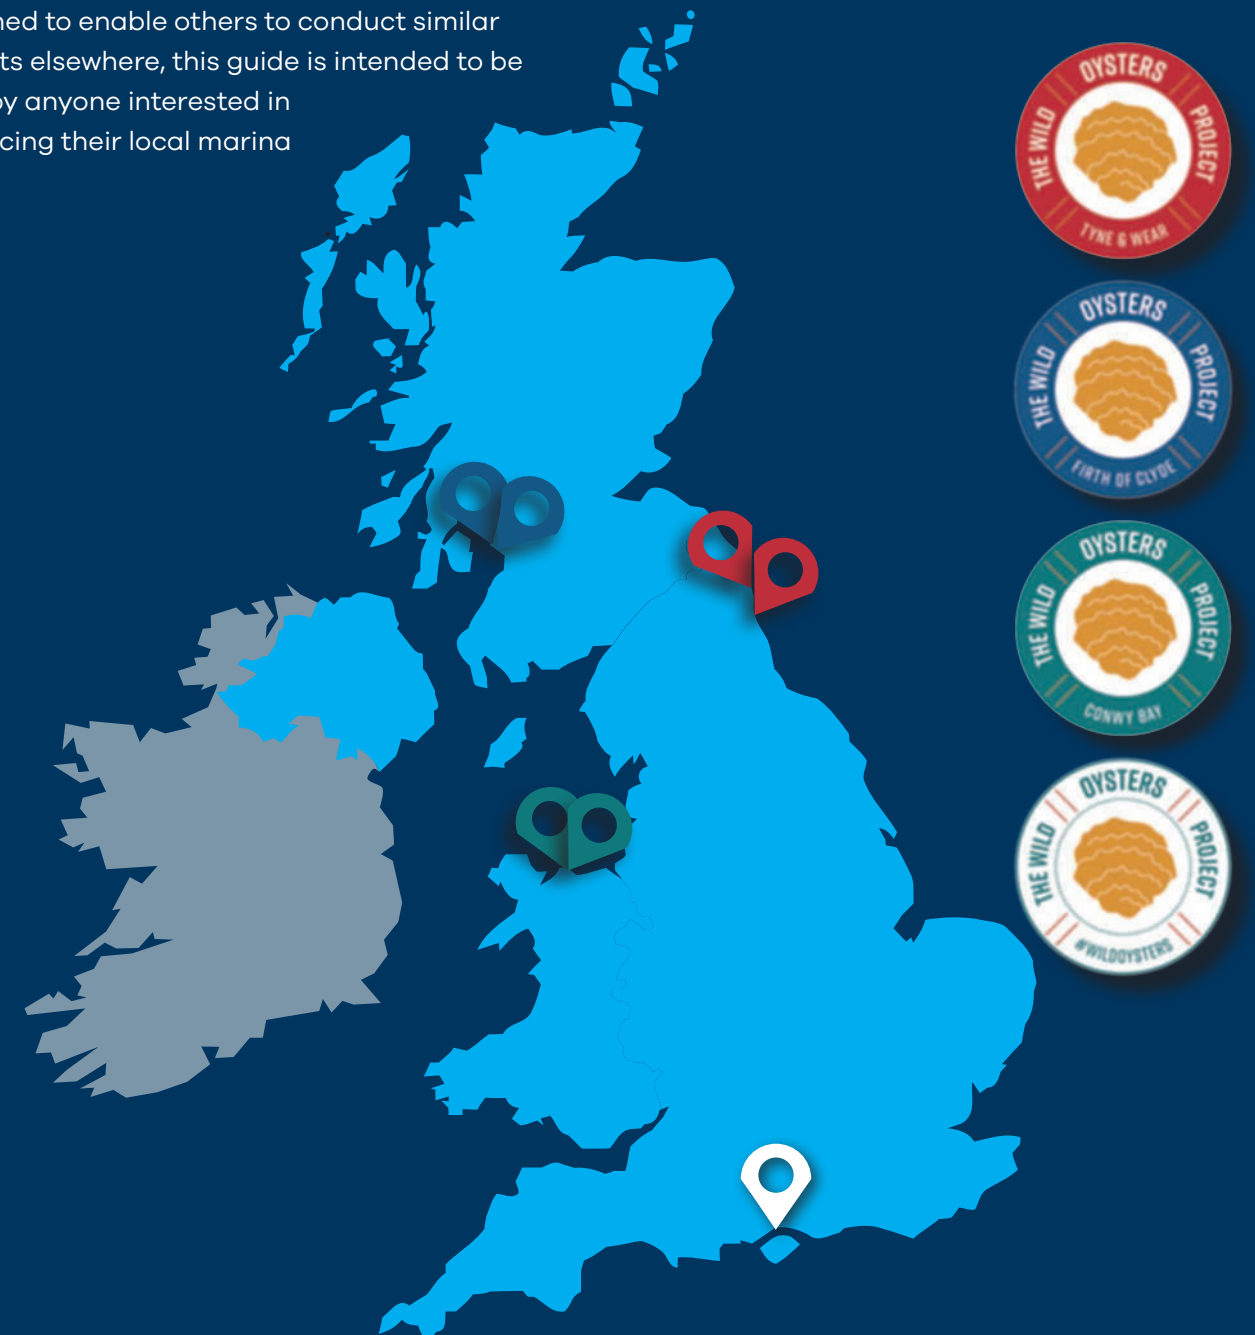 ned to enable others to conduct similar
ts elsewhere, this guide is intended to be
by anyone interested in
cing their local marina
THE WILD OYSTERS PROJECT
TYNE & WEAR
THE WILD OYSTERS PROJECT
FIRTH OF CLYDE
THE WILD OYSTERS PROJECT
CONWY BAY
THE WILD OYSTERS PROJECT
#WILDOYSTERS